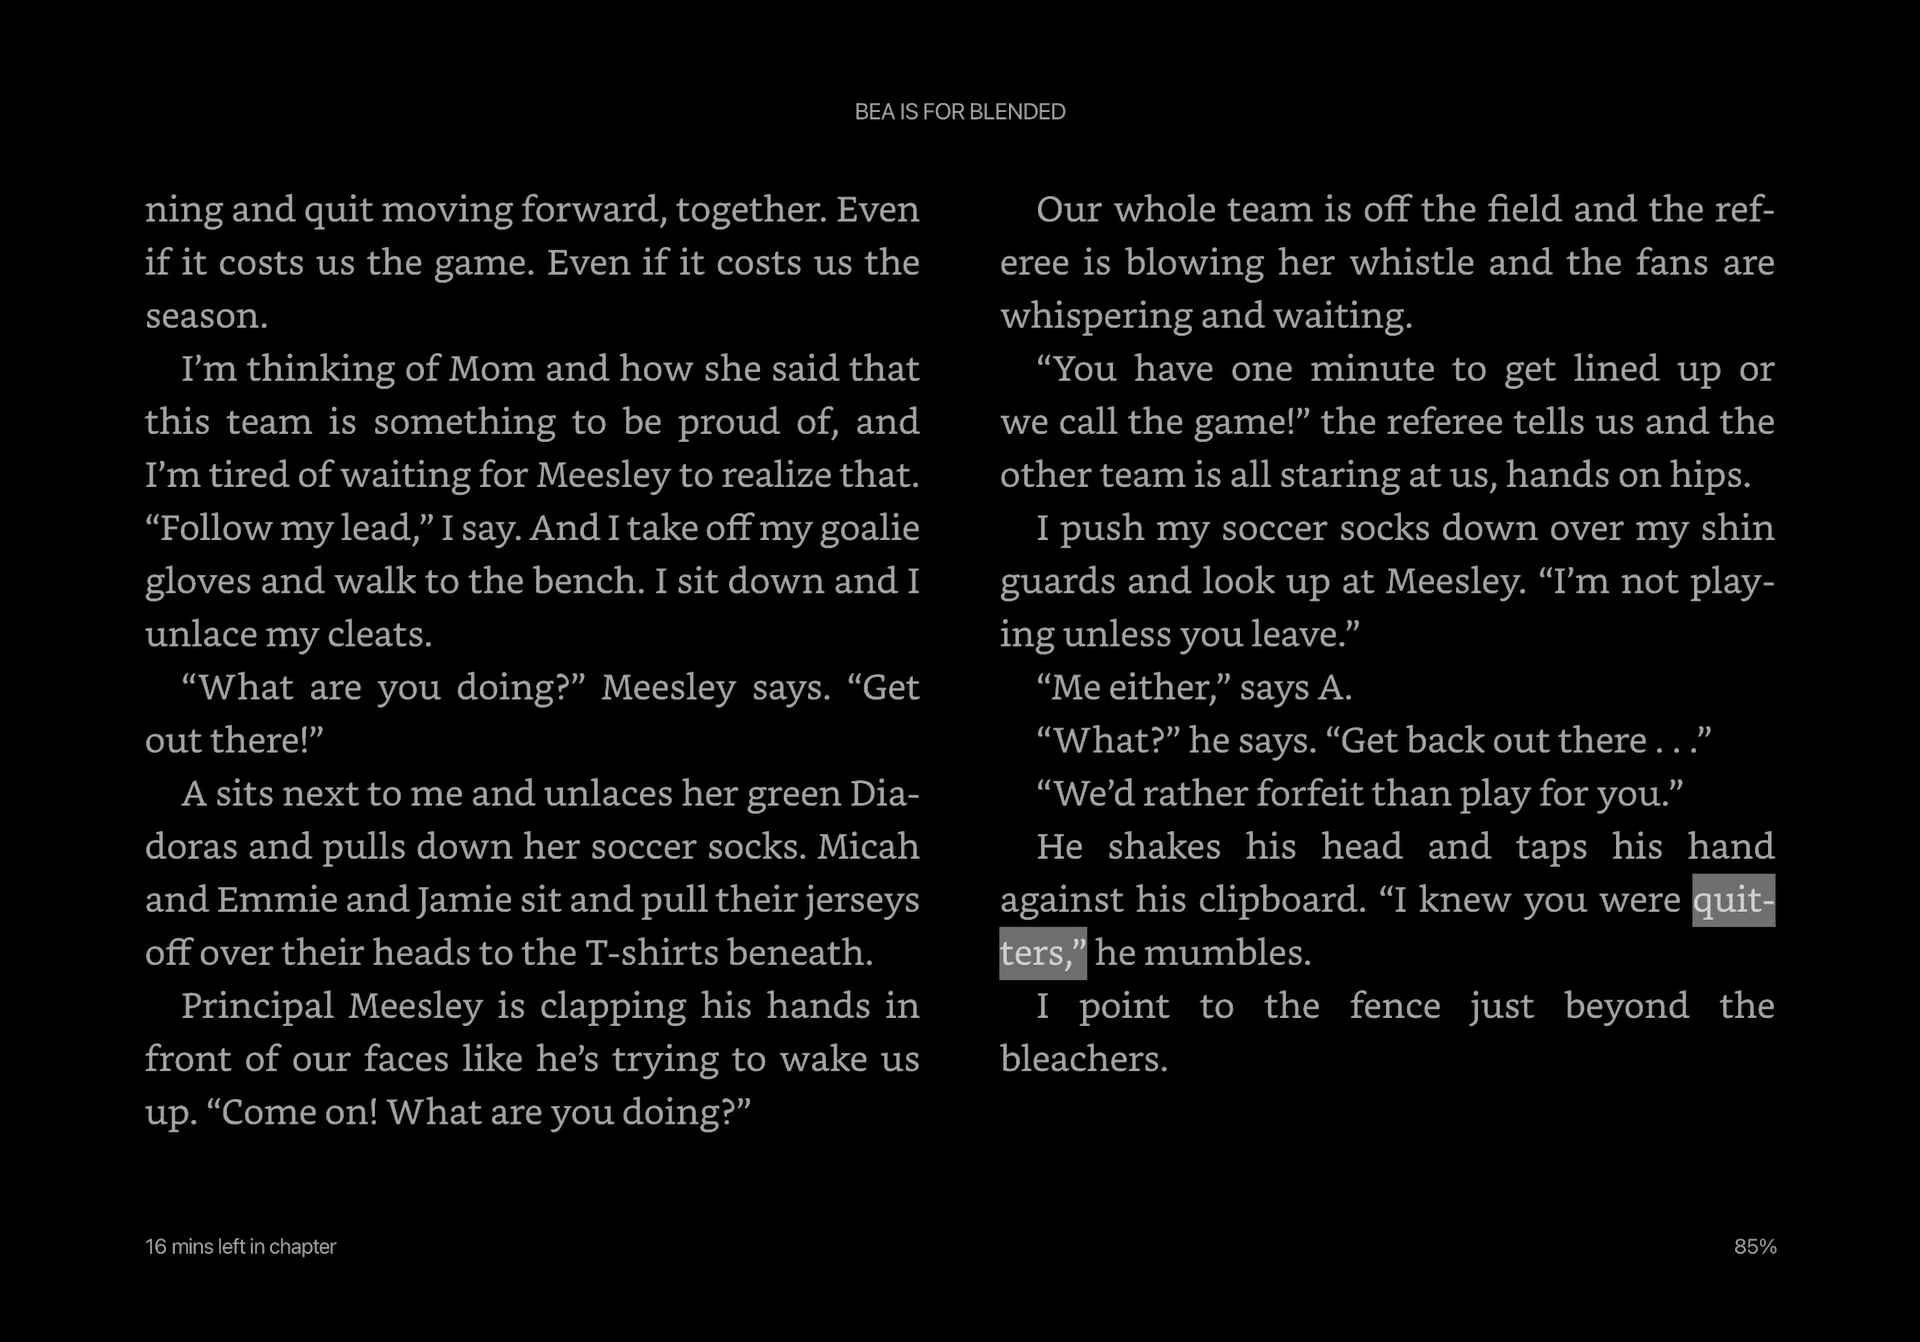 BEA IS FOR BLENDED
ning and quit moving forward, together. Even
if it costs us the game. Even if it costs us the
season.
I’m thinking of Mom and how she said that
this team is something to be proud of, and
I’m tired of waiting for Meesley to realize that.
“Follow my lead,” I say. And I take off my goalie
gloves and walk to the bench. I sit down and I
unlace my cleats.
“What are you doing?” Meesley says. “Get
out there!”
A sits next to me and unlaces her green Dia-
doras and pulls down her soccer socks. Micah
and Emmie and Jamie sit and pull their jerseys
off over their heads to the T-shirts beneath.
Principal Meesley is clapping his hands in
front of our faces like he’s trying to wake us
up. “Come on! What are you doing?”
Our whole team is off the field and the ref-
eree is blowing her whistle and the fans are
whispering and waiting.
“You have one minute to get lined up or
we call the game!” the referee tells us and the
other team is all staring at us, hands on hips.
I push my soccer socks down over my shin
guards and look up at Meesley. “I’m not play-
ing unless you leave.”
“Me either,” says A.
“What?” he says. “Get back out there . . .”
“We’d rather forfeit than play for you.”
He shakes his head and taps his hand
against his clipboard. “I knew you were quit-
ters,” he mumbles.
I point to the fence just beyond the
bleachers.
16 mins left in chapter
85%